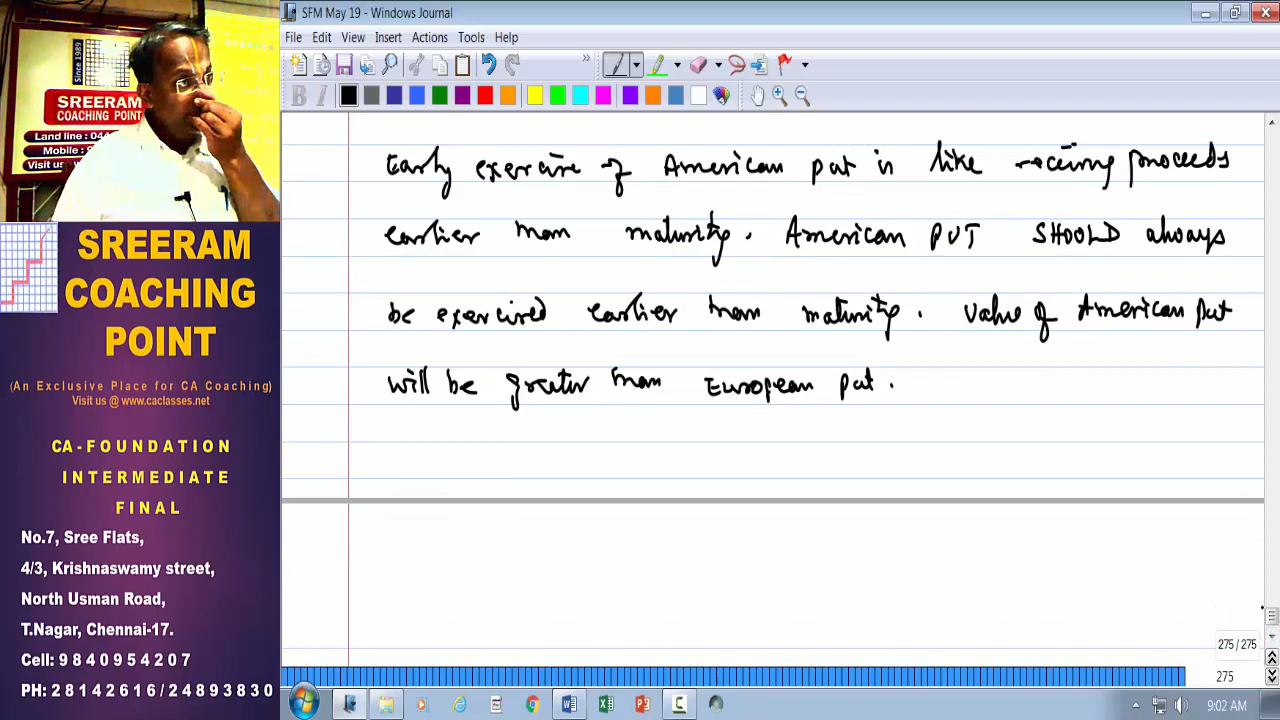 SFM May 19 - Windows Journal
File Edit View Insert Actions Tools Help
Since 1989
SREERAM
COACHING POINT
Land line : 044
Mobile : 9
Visit us :
Early exercise of American put is like receiving proceeds
earlier than maturity. American PUT SHOULD always
be exercised earlier than maturity. Value of American put
will be greater than European put.
SREERAM
COACHING
POINT
(An Exclusive Place for CA Coaching)
Visit us @ www.caclasses.net
CA-FOUNDATION
INTERMEDIATE
FINAL
No.7, Sree Flats,
4/3, Krishnaswamy street,
North Usman Road,
T.Nagar, Chennai-17.
Cell: 9840954207
PH: 28142616/24893830
275/275
275
9:02 AM